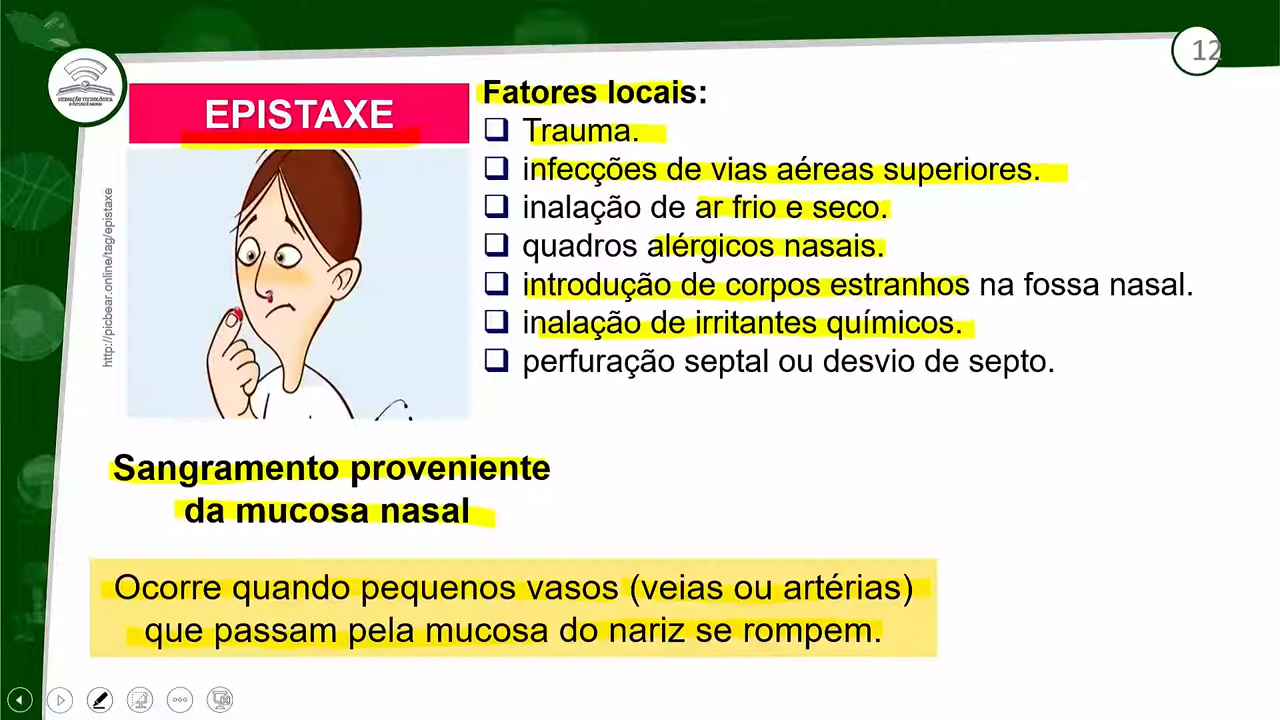 12
MEDIAÇÃO TECNOLÓGICA
EPISTAXE
http://picbear.online/tag/epistaxe
Fatores locais:
❑ Trauma.
❑ infecções de vias aéreas superiores.
❑ inalação de ar frio e seco.
❑ quadros alérgicos nasais.
❑ introdução de corpos estranhos na fossa nasal.
❑ inalação de irritantes químicos.
❑ perfuração septal ou desvio de septo.
Sangramento proveniente
da mucosa nasal
Ocorre quando pequenos vasos (veias ou artérias)
que passam pela mucosa do nariz se rompem.